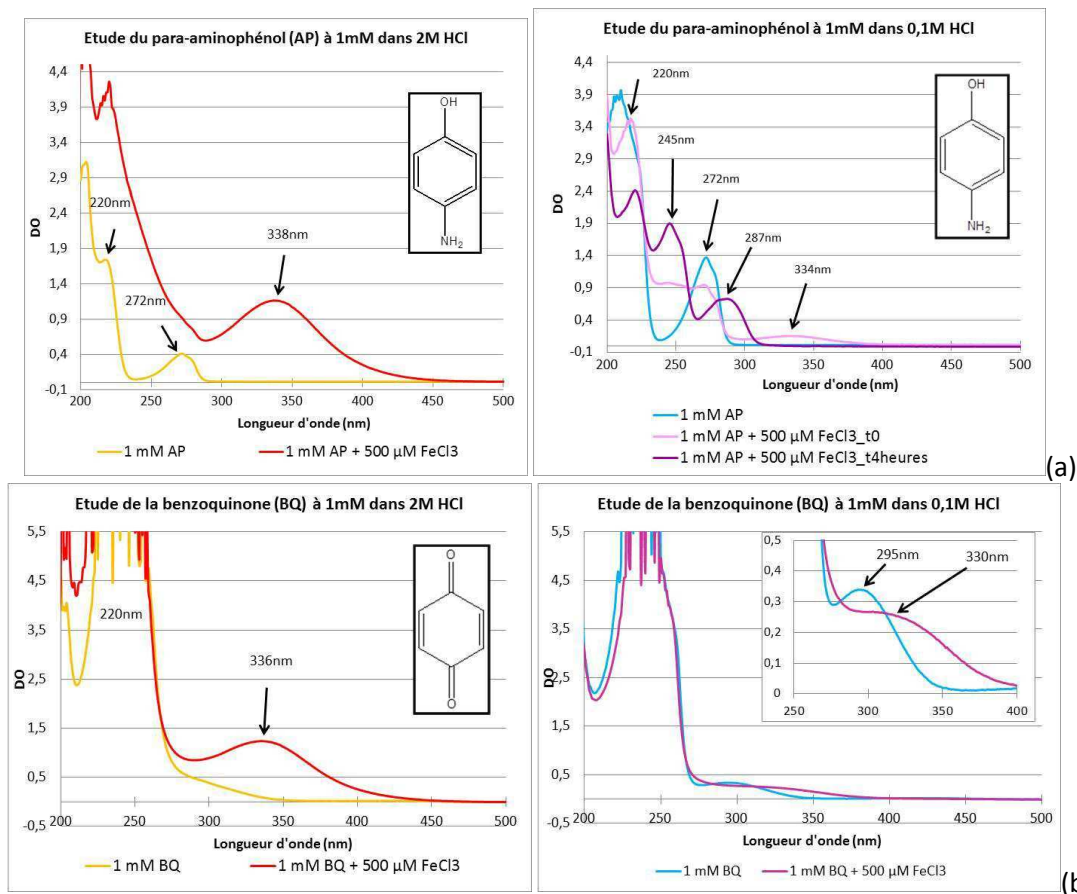 Etude du para-aminophénol (AP) à 1mM dans 2M HCl
4,4
3,9
3,4
2,9
2,4
1,9
1,4
0,9
0,4
-0,1
DO
220nm
272nm
338nm
OH
NH2
200 250 300 350 400 450 500
Longueur d'onde (nm)
1 mM AP 1 mM AP + 500 µM FeCl3
Etude du para-aminophénol à 1mM dans 0,1M HCl
4,4
3,9
3,4
2,9
2,4
1,9
1,4
0,9
0,4
-0,1
DO
220nm
245nm
272nm
287nm
334nm
OH
NH2
200 250 300 350 400 450 500
Longueur d'onde (nm)
1 mM AP
1 mM AP + 500 µM FeCl3_t0
1 mM AP + 500 µM FeCl3_t4heures
(a)
Etude de la benzoquinone (BQ) à 1mM dans 2M HCl
5,5
4,5
3,5
2,5
1,5
0,5
-0,5
DO
220nm
336nm
O
O
200 250 300 350 400 450 500
Longueur d'onde (nm)
1 mM BQ 1 mM BQ + 500 µM FeCl3
Etude de la benzoquinone (BQ) à 1mM dans 0,1M HCl
5,5
4,5
3,5
2,5
1,5
0,5
-0,5
DO
0,5
0,4
0,3
0,2
0,1
0
295nm
330nm
250 300 350 400
200 250 300 350 400 450 500
Longueur d'onde (nm)
1 mM BQ 1 mM BQ + 500 µM FeCl3
(b